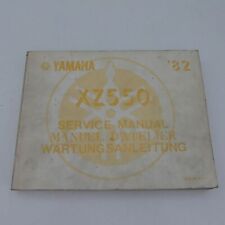 YAMAHA '82
XZ550
SERVICE MANUAL
MANUEL D'ATELIER
WARTUNGSANLEITUNG